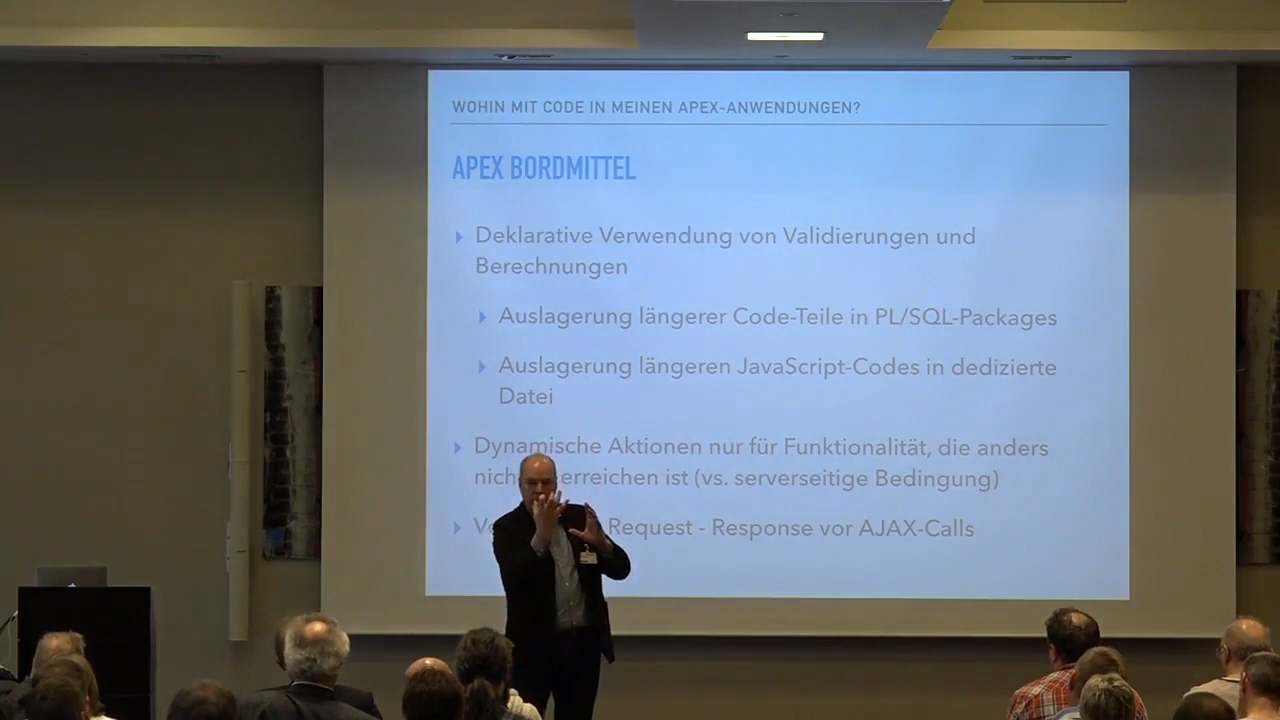 WOHIN MIT CODE IN MEINEN APEX-ANWENDUNGEN?
APEX BORDMITTEL
Deklarative Verwendung von Validierungen und
Berechnungen
Auslagerung längerer Code-Teile in PL/SQL-Packages
Auslagerung längeren JavaScript-Codes in dedizierte
Datei
Dynamische Aktionen nur für Funktionalität, die anders
erreichen ist (vs. serverseitige Bedingung)
Request - Response vor AJAX-Calls